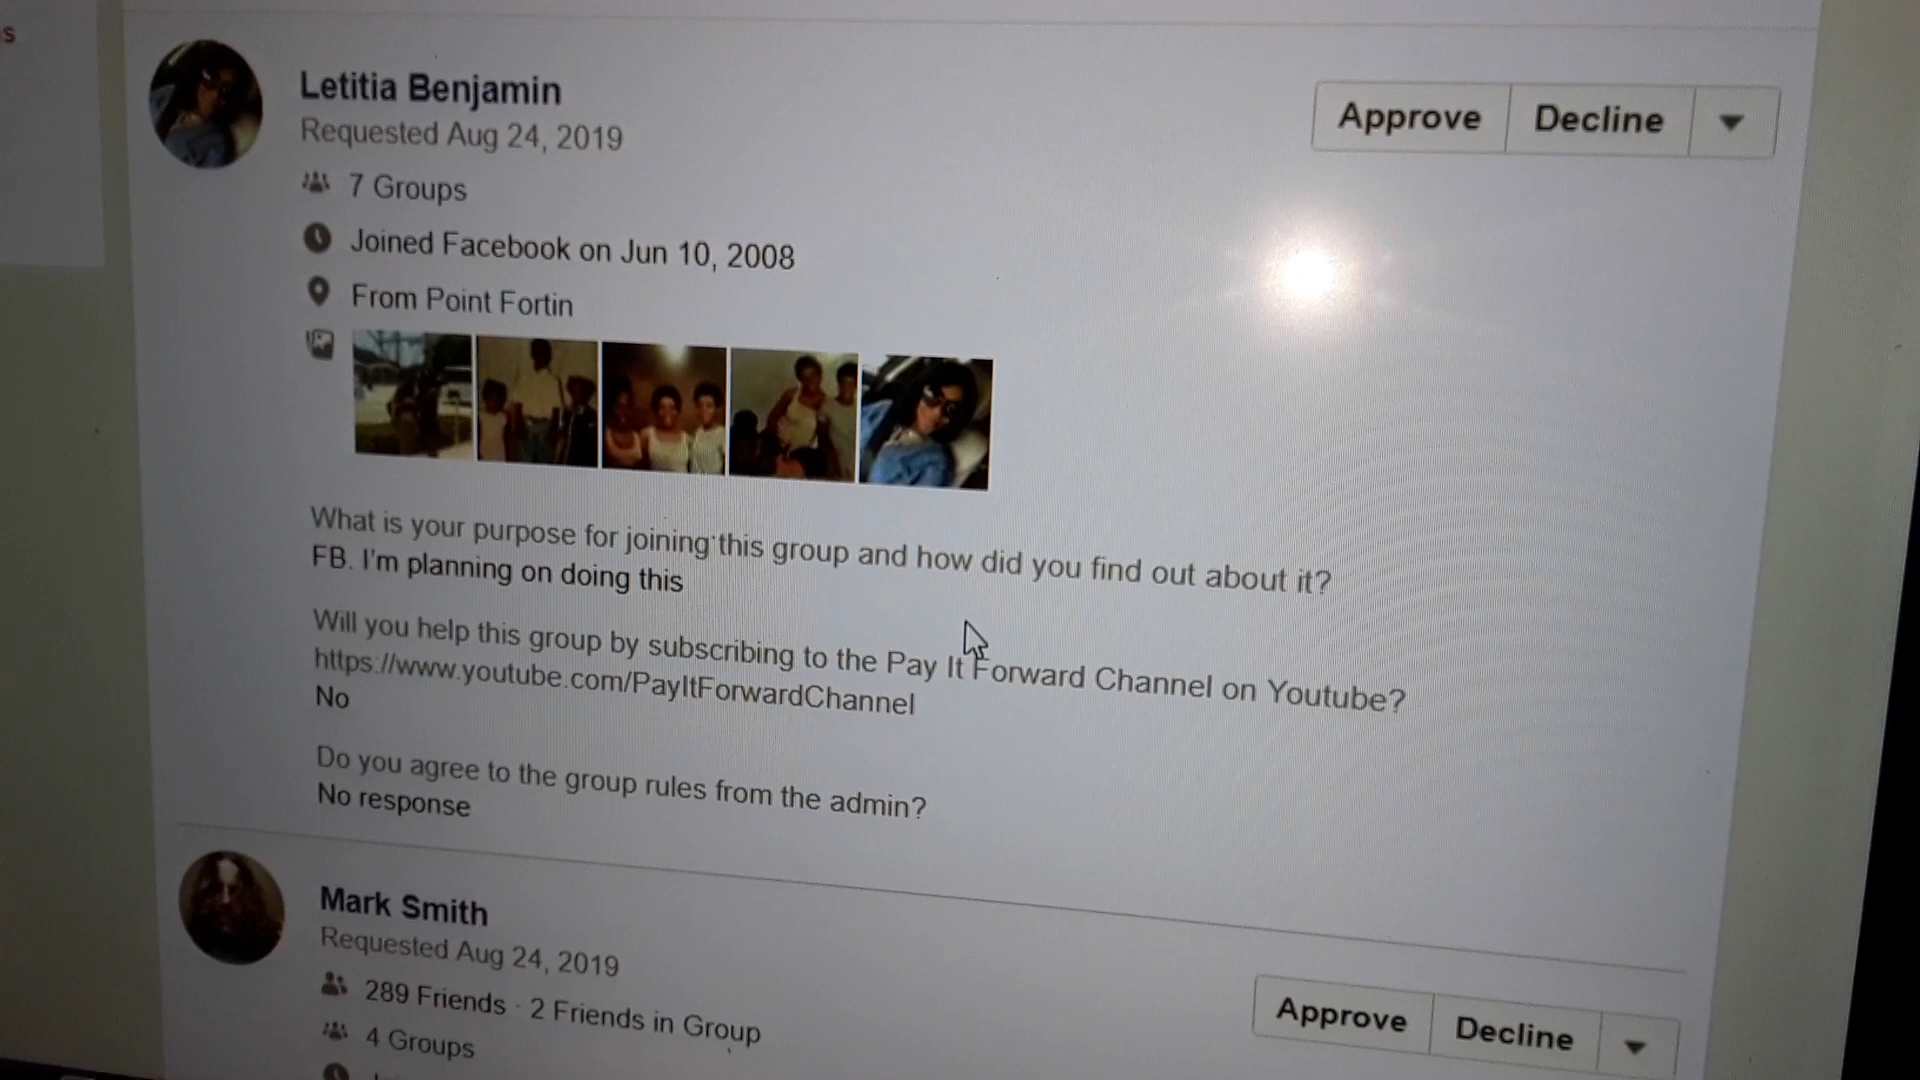 s
Letitia Benjamin
Requested Aug 24, 2019
Approve
Decline
7 Groups
Joined Facebook on Jun 10, 2008
From Point Fortin
What is your purpose for joining this group and how did you find out about it?
FB. I'm planning on doing this
Will you help this group by subscribing to the Pay It Forward Channel on Youtube?
https://www.youtube.com/PayItForwardChannel
No
Do you agree to the group rules from the admin?
No response
Mark Smith
Requested Aug 24, 2019
Approve
Decline
289 Friends · 2 Friends in Group
4 Groups